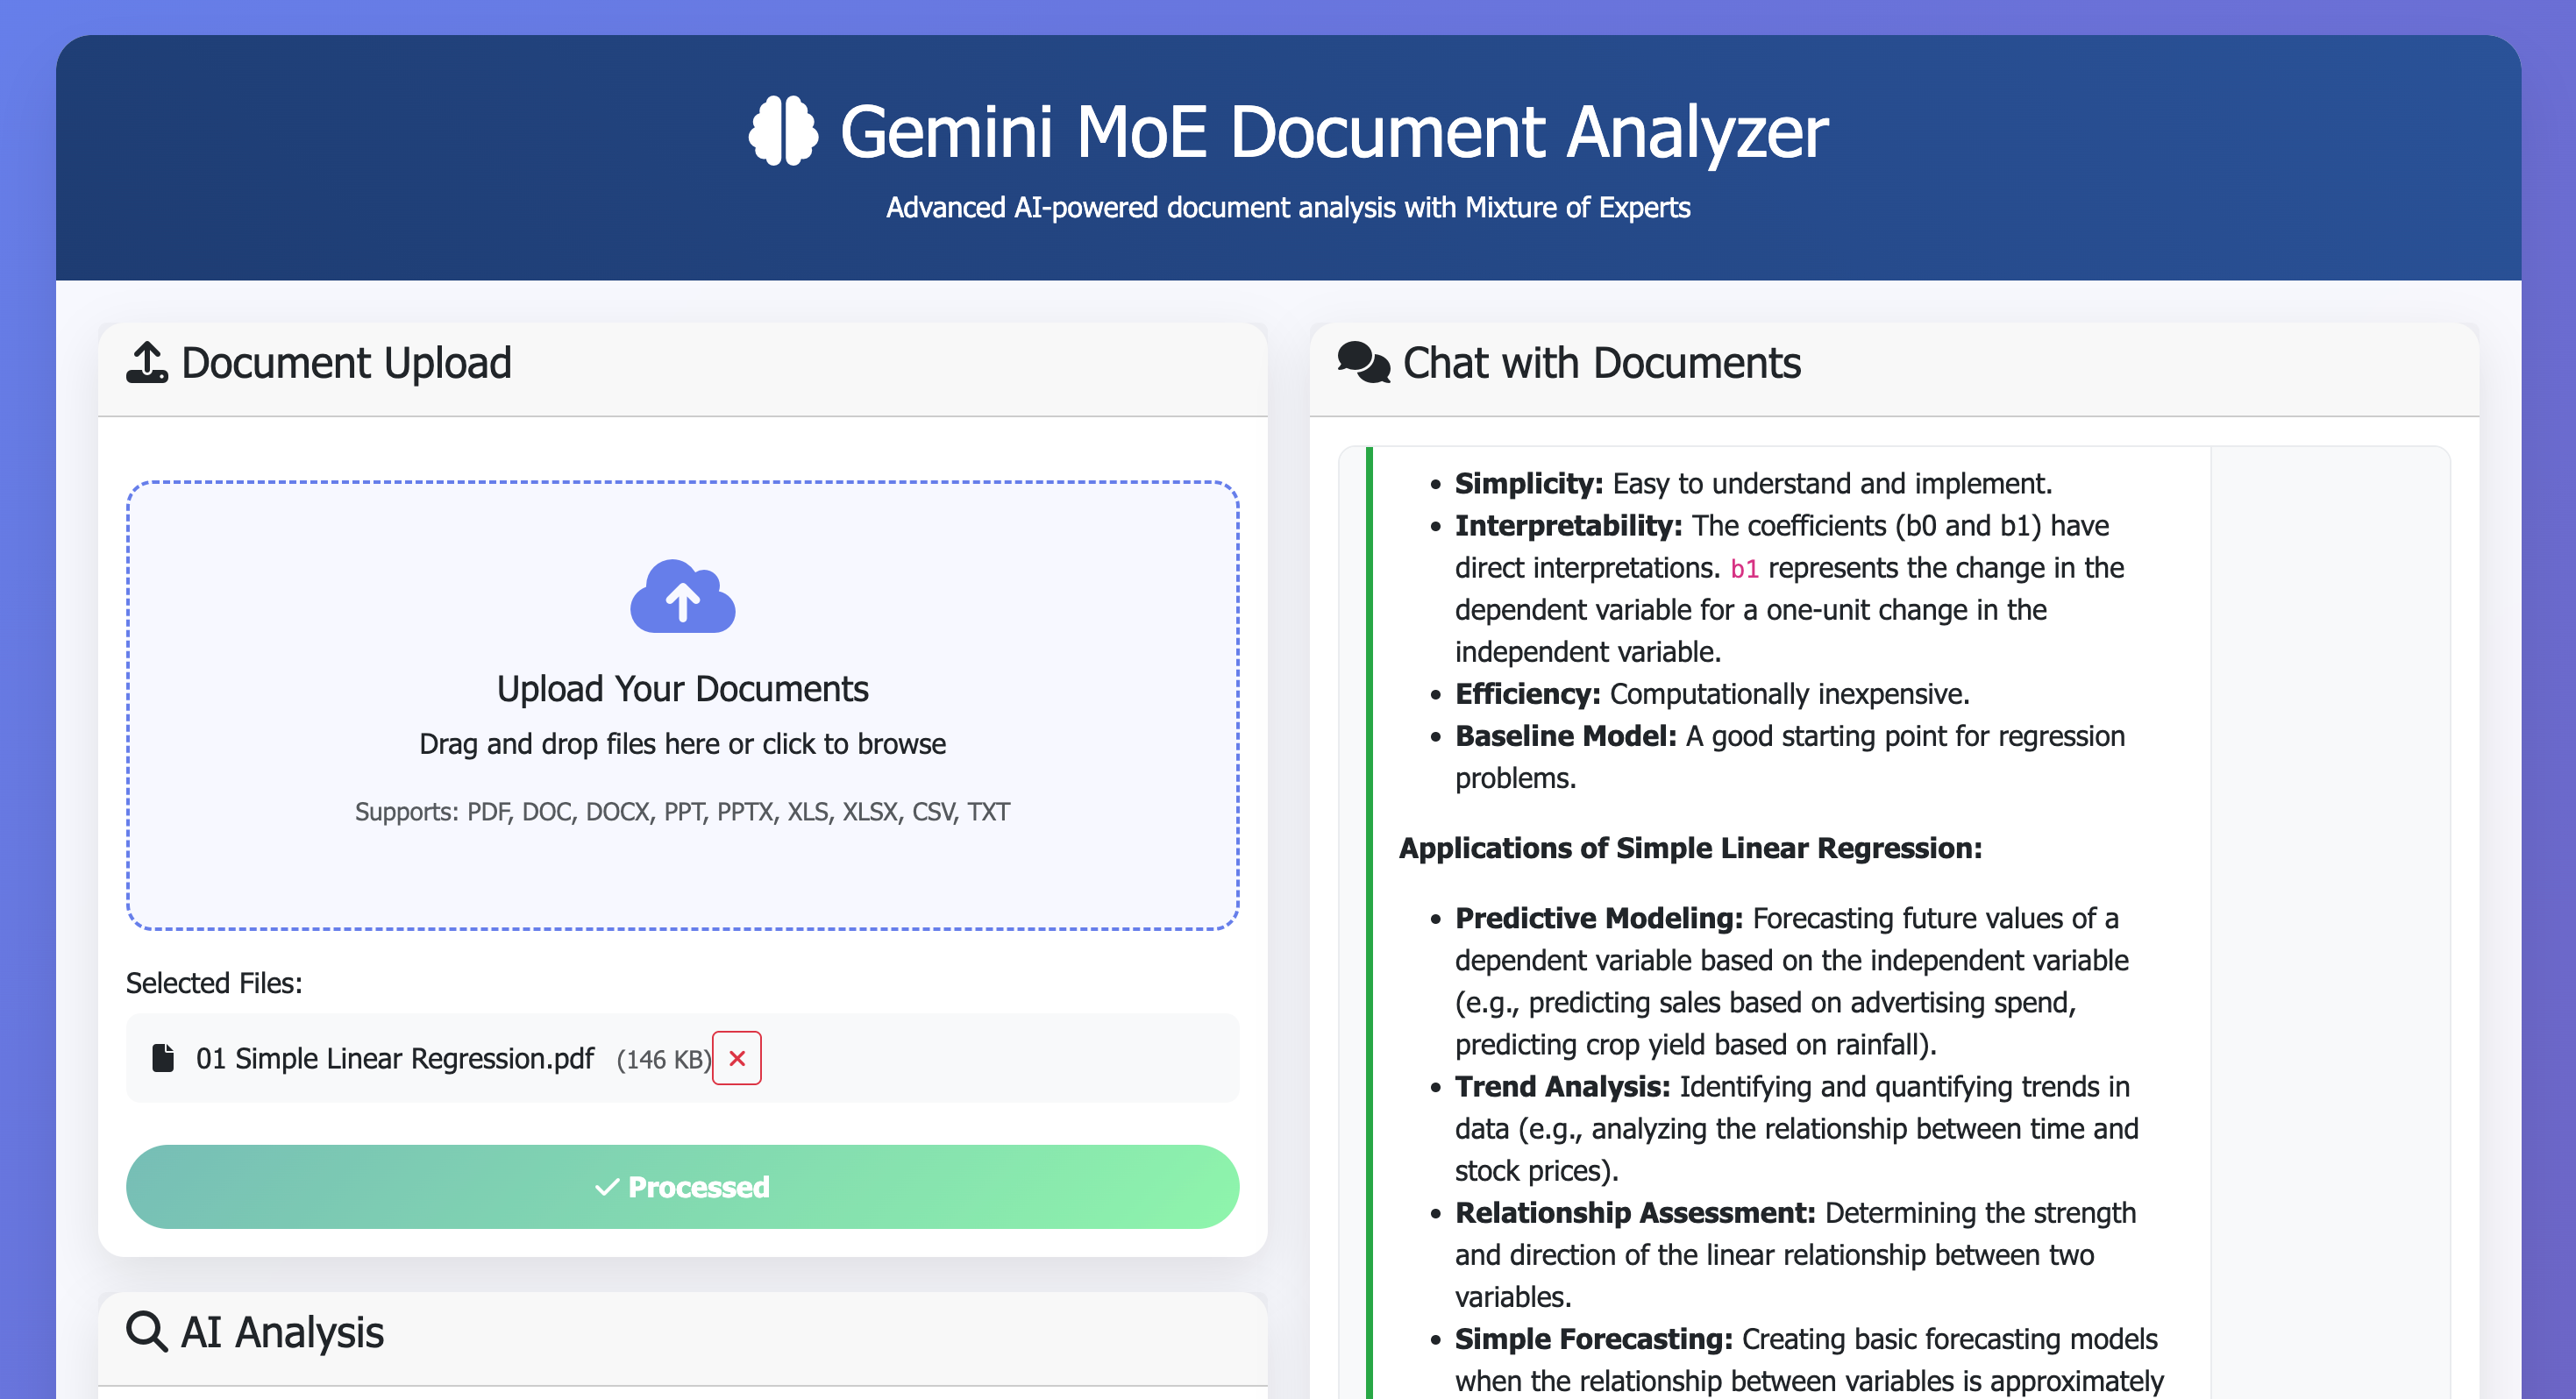 Gemini MoE Document Analyzer
Advanced AI-powered document analysis with Mixture of Experts
Document Upload
Upload Your Documents
Drag and drop files here or click to browse
Supports: PDF, DOC, DOCX, PPT, PPTX, XLS, XLSX, CSV, TXT
Selected Files:
01 Simple Linear Regression.pdf (146 KB)
Processed
AI Analysis
Chat with Documents
• Simplicity: Easy to understand and implement.
• Interpretability: The coefficients (b0 and b1) have
direct interpretations. b1 represents the change in the
dependent variable for a one-unit change in the
independent variable.
• Efficiency: Computationally inexpensive.
• Baseline Model: A good starting point for regression
problems.
Applications of Simple Linear Regression:
• Predictive Modeling: Forecasting future values of a
dependent variable based on the independent variable
(e.g., predicting sales based on advertising spend,
predicting crop yield based on rainfall).
• Trend Analysis: Identifying and quantifying trends in
data (e.g., analyzing the relationship between time and
stock prices).
• Relationship Assessment: Determining the strength
and direction of the linear relationship between two
variables.
• Simple Forecasting: Creating basic forecasting models
when the relationship between variables is approximately